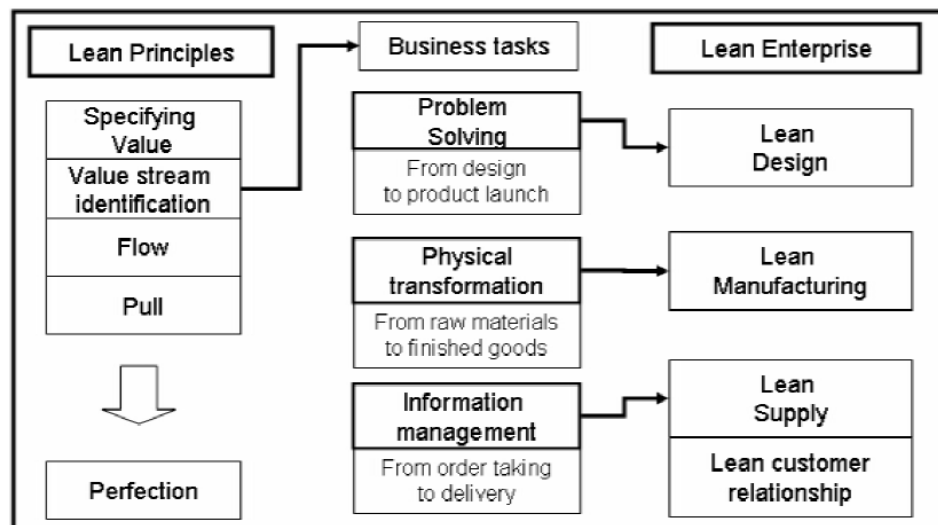 Lean Principles
Specifying
Value
Value stream
identification
Flow
Pull
Perfection
Business tasks
Problem
Solving
From design
to product launch
Physical
transformation
From raw materials
to finished goods
Information
management
From order taking
to delivery
Lean Enterprise
Lean
Design
Lean
Manufacturing
Lean
Supply
Lean customer
relationship